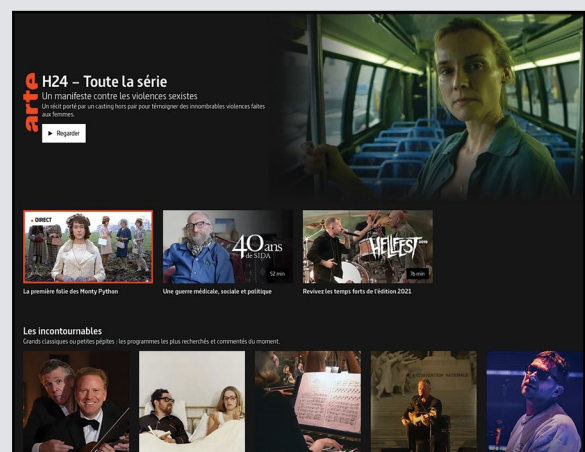 arte
H24 – Toute la série
Un manifeste contre les violences sexistes
Un récit porté par un casting hors pair pour témoigner des innombrables violences faites
aux femmes.
Regarder
DIRECT
40 ans
de SIDA
52 min
HELLFEST
76 min
La première folie des Monty Python
Une guerre médicale, sociale et politique
Revivez les temps forts de l'édition 2021
Les incontournables
Grands classiques ou petites pépites : les programmes les plus recherchés et commentés du moment.